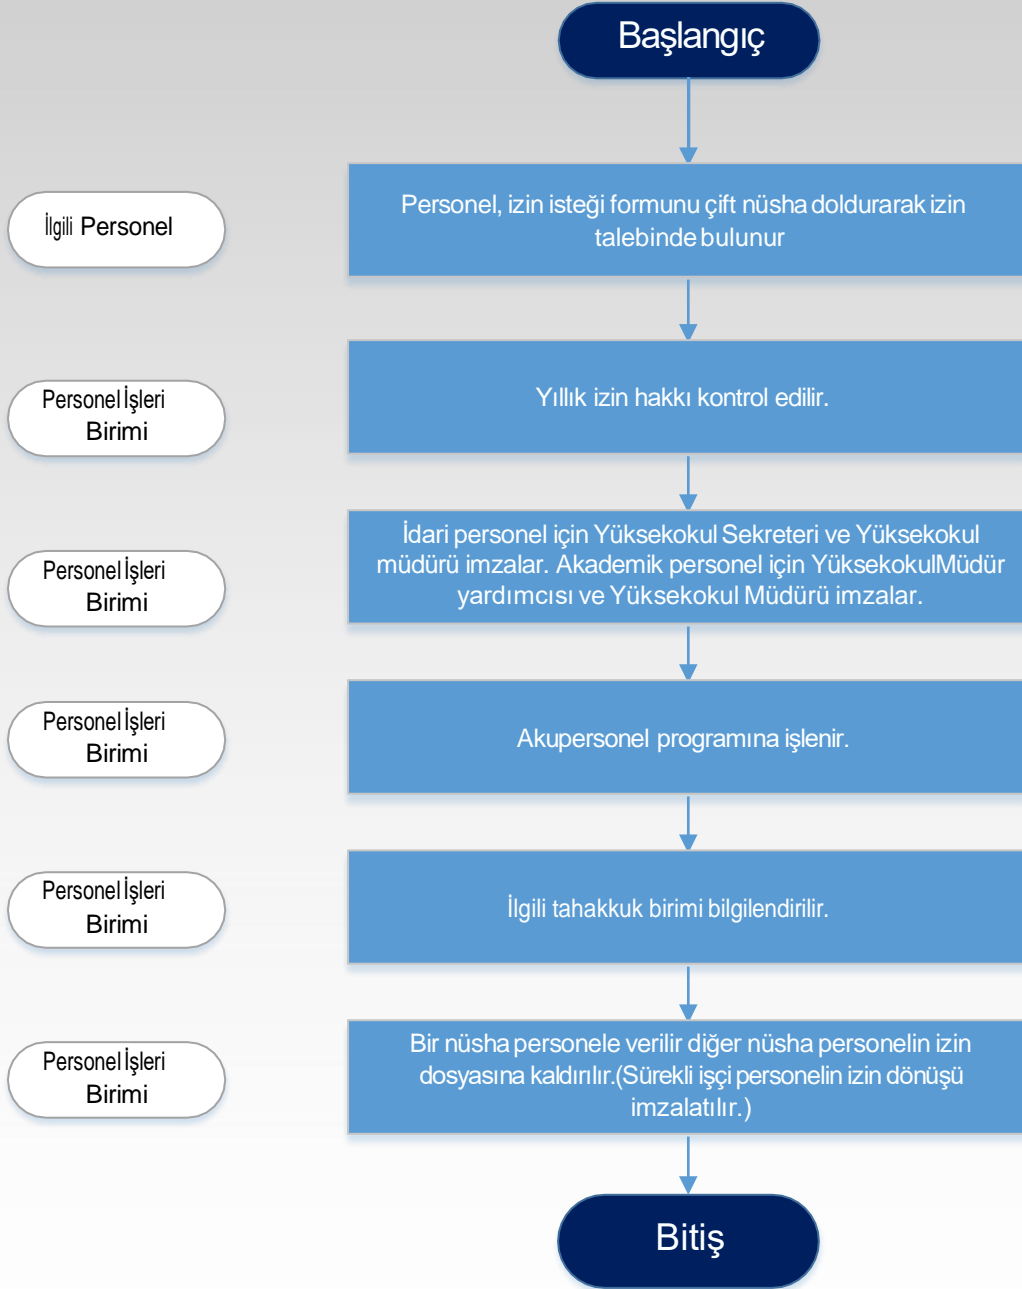 Başlangıç
İlgili Personel
Personel, izin isteği formunu çift nüsha doldurarak izin
talebinde bulunur
Personel İşleri
Birimi
Yıllık izin hakkı kontrol edilir.
Personel İşleri
Birimi
İdari personel için Yüksekokul Sekreteri ve Yüksekokul
müdürü imzalar. Akademik personel için YüksekokulMüdür
yardımcısı ve Yüksekokul Müdürü imzalar.
Personel İşleri
Birimi
Akupersonel programına işlenir.
Personel İşleri
Birimi
İlgili tahakkuk birimi bilgilendirilir.
Personel İşleri
Birimi
Bir nüsha personele verilir diğer nüsha personelin izin
dosyasına kaldırılır.(Sürekli işçi personelin izin dönüşü
imzalatılır.)
Bitiş